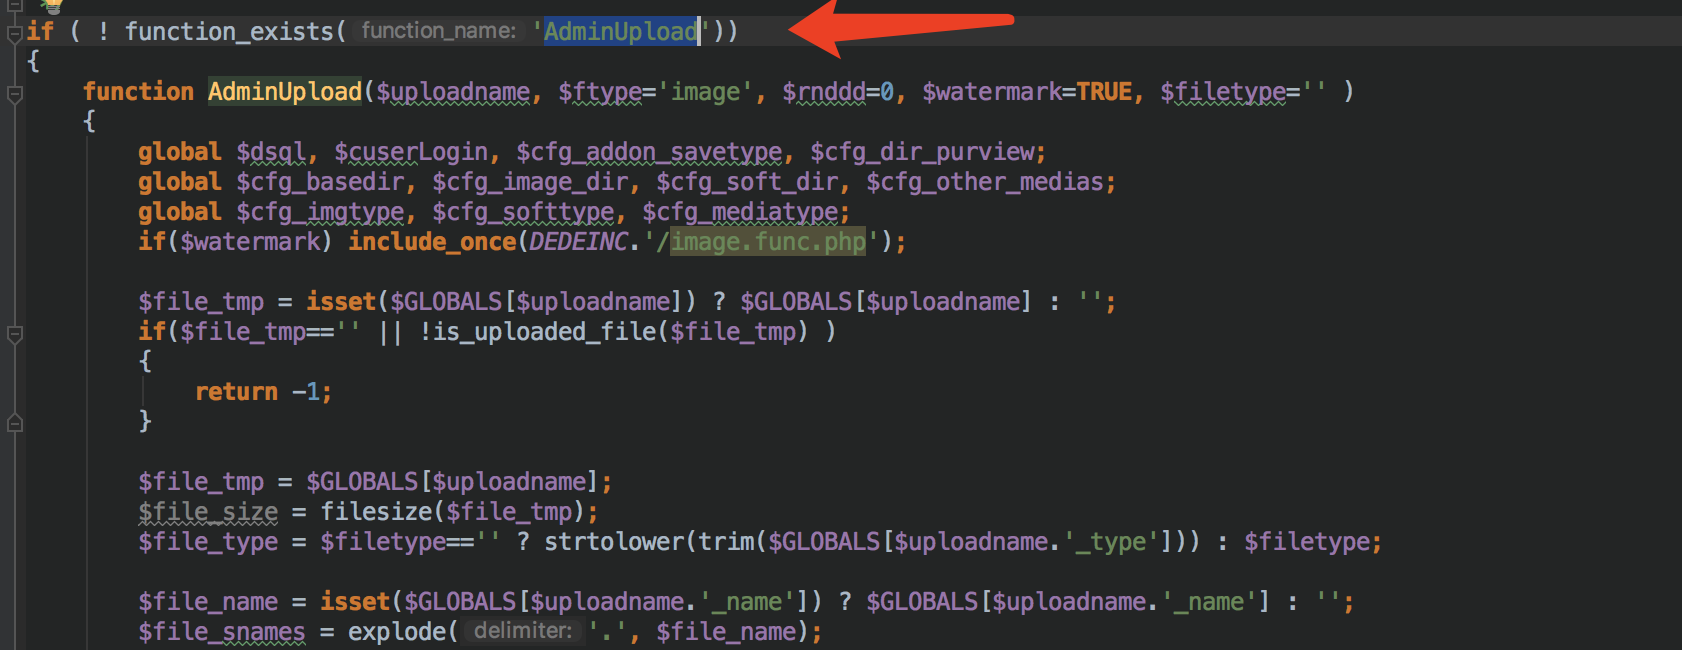 if ( ! function_exists( function_name: 'AdminUpload'))
{
function AdminUpload($uploadname, $ftype='image', $rnddd=0, $watermark=TRUE, $filetype='' )
{
global $dsql, $cuserLogin, $cfg_addon_savetype, $cfg_dir_purview;
global $cfg_basedir, $cfg_image_dir, $cfg_soft_dir, $cfg_other_medias;
global $cfg_imgtype, $cfg_softtype, $cfg_mediatype;
if($watermark) include_once(DEDEINC.'/image.func.php');
$file_tmp = isset($GLOBALS[$uploadname]) ? $GLOBALS[$uploadname] : '';
if($file_tmp=='' || !is_uploaded_file($file_tmp) )
{
return -1;
}
$file_tmp = $GLOBALS[$uploadname];
$file_size = filesize($file_tmp);
$file_type = $filetype=='' ? strtolower(trim($GLOBALS[$uploadname.'_type'])) : $filetype;
$file_name = isset($GLOBALS[$uploadname.'_name']) ? $GLOBALS[$uploadname.'_name'] : '';
$file_snames = explode( delimiter: '.', $file_name);